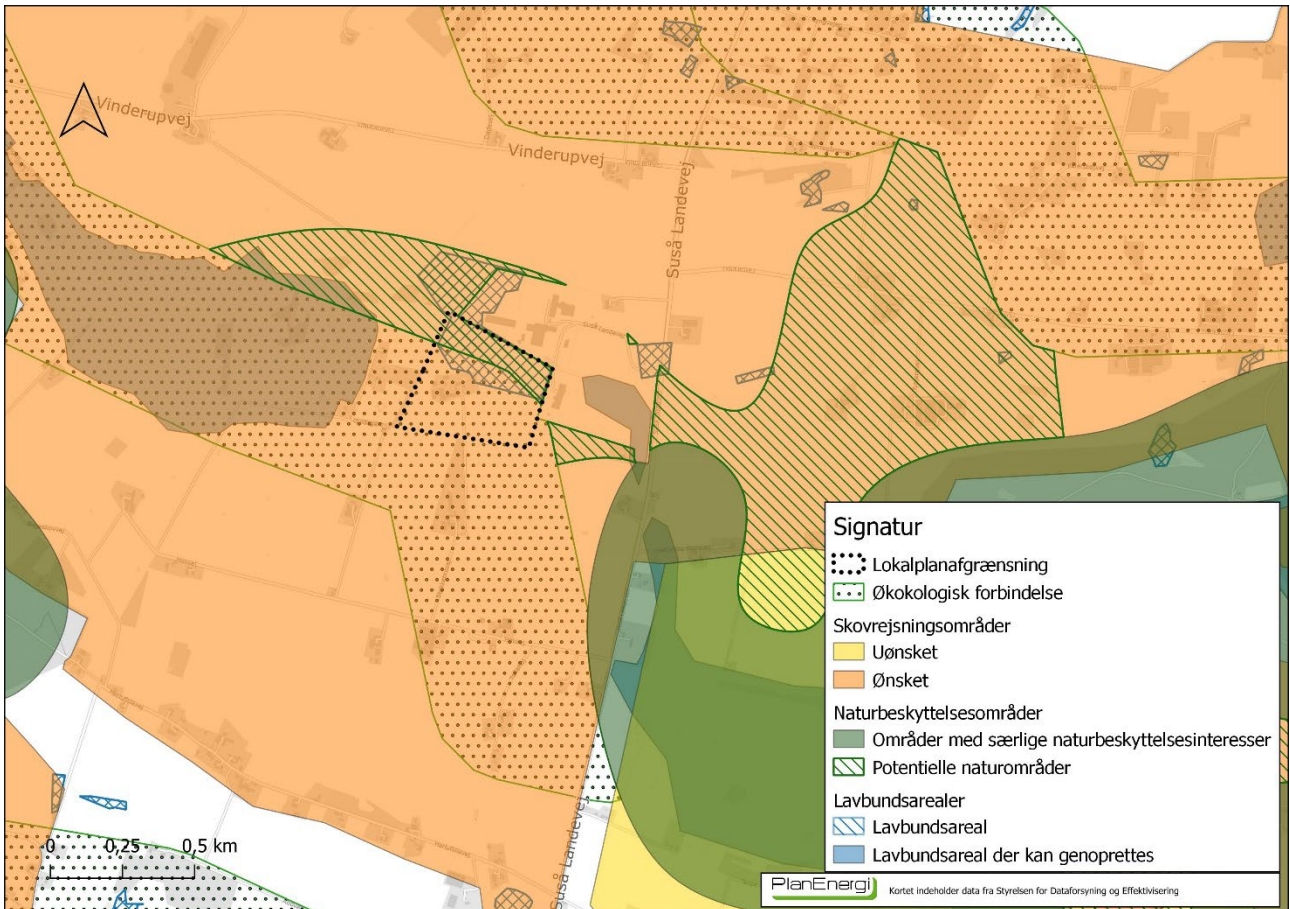 Vinderupvej
Vinderupvej
Suså Landevej
Suså Landevej
0 0,25 0,5 km
Signatur
Lokalplanafgrænsning
Økokologisk forbindelse
Skovrejsningsområder
Uønsket
Ønsket
Naturbeskyttelsesområder
Områder med særlige naturbeskyttelsesinteresser
Potentielle naturområder
Lavbundsarealer
Lavbundsareal
Lavbundsareal der kan genoprettes
PlanEnergi Kortet indeholder data fra Styrelsen for Dataforsyning og Effektivisering